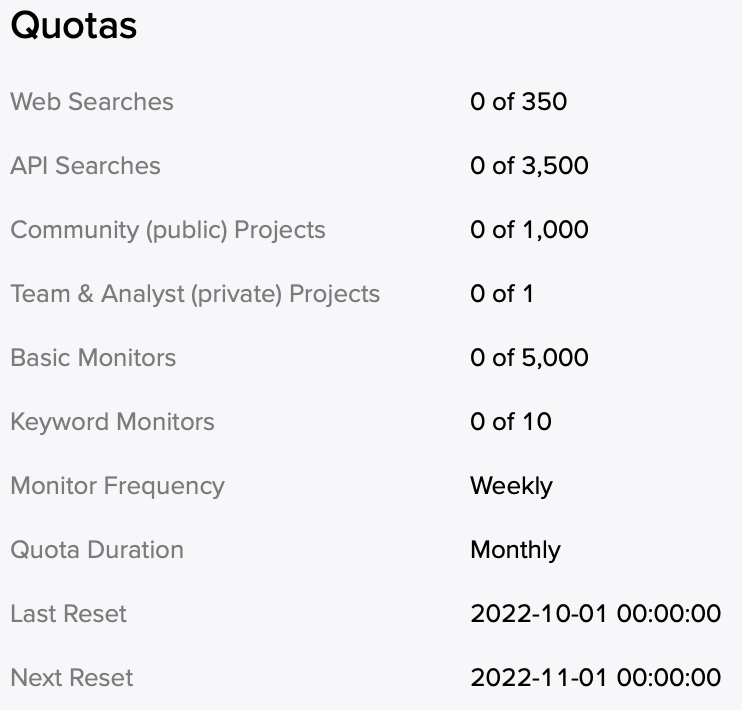 Quotas
Web Searches 0 of 350
API Searches 0 of 3,500
Community (public) Projects 0 of 1,000
Team & Analyst (private) Projects 0 of 1
Basic Monitors 0 of 5,000
Keyword Monitors 0 of 10
Monitor Frequency Weekly
Quota Duration Monthly
Last Reset 2022-10-01 00:00:00
Next Reset 2022-11-01 00:00:00